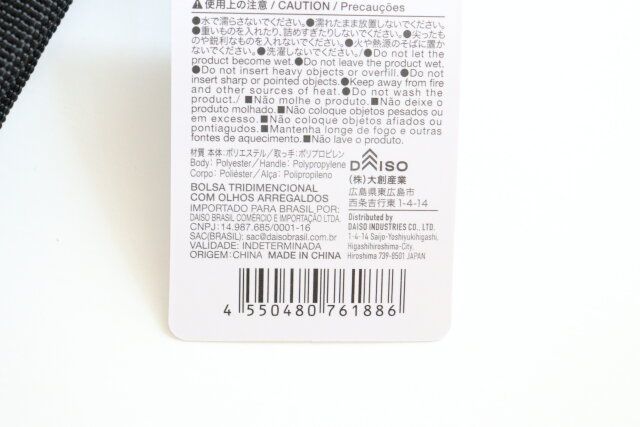 ⚠使用上の注意 / CAUTION / Precauções
●水で濡らさないでください。●濡れたまま放置しないでください。
●重いものを入れたり、詰めすぎたりしないでください。●尖ったも
のや鋭利なものを入れないでください。●火や熱源のそばに置か
ないでください。●洗濯しないでください。/●Do not let the
product become wet. ●Do not leave the product wet.
●Do not insert heavy objects or overfill.●Do not
insert sharp or pointed objects. ●Keep away from fire
and other sources of heat. ●Do not wash the
product./ ■Não molhe o produto. ■Não deixe o
produto molhado. ■Não coloque objetos pesados ou
em excesso. ■Não coloque objetos afiados ou
pontiagudos. ■Mantenha longe de fogo e outras
fontes de aquecimento. ■Não lave o produto.
材質 本体:ポリエステル/取っ手:ポリプロピレン
Body: Polyester/Handle: Polypropylene
Corpo: Poliéster/Alça: Polipropileno
BOLSA TRIDIMENCIONAL
COM OLHOS ARREGALDOS
IMPORTADO PARA BRASIL POR:
DAISO BRASIL COMÉRCIO E IMPORTAÇÃO LTDA.
CNPJ:14.987.685/0001-16
SAC(BRASIL): sac@daisobrasil.com.br
VALIDADE: INDETERMINADA
ORIGEM:CHINA MADE IN CHINA
DAISO
(株)大創産業
広島県東広島市
西条吉行東1-4-14
Distributed by
DAISO INDUSTRIES CO., LTD.
1-4-14 Saijo-Yoshiyukihigashi,
Higashihiroshima-City,
Hiroshima 739-8501 JAPAN
4 550480 761886